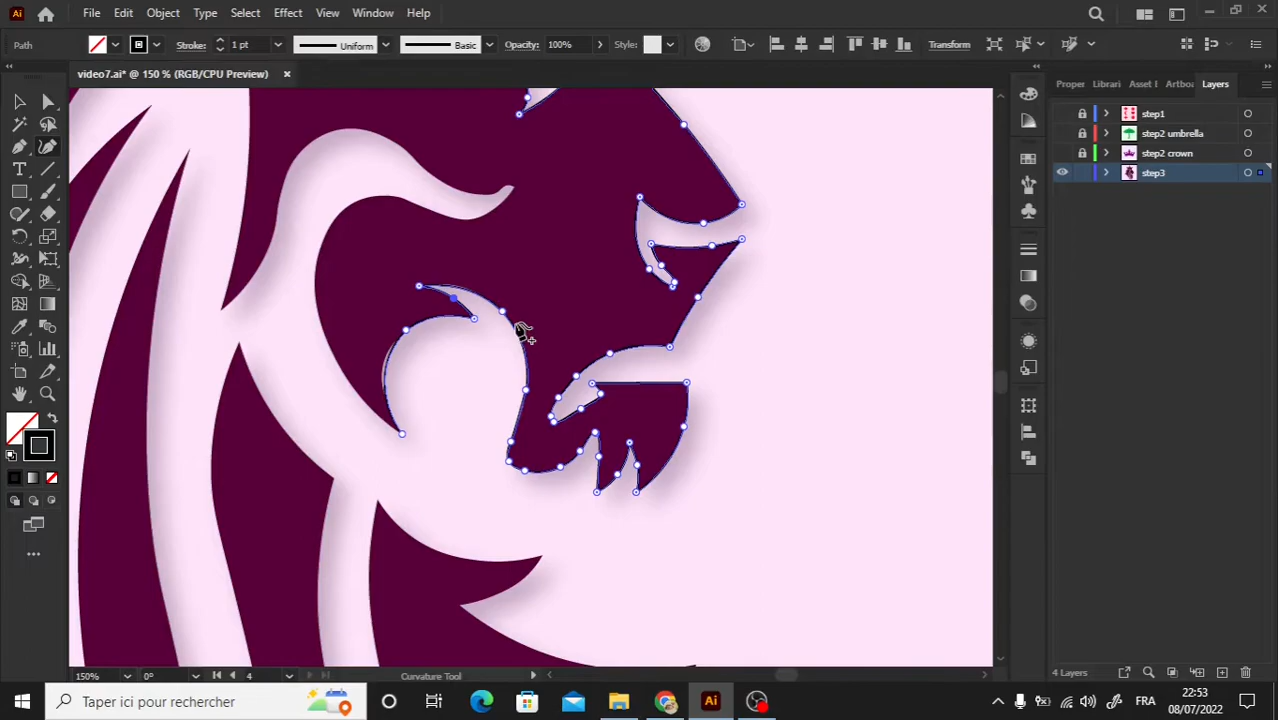 Ai File Edit Object Type Select Effect View Window Help
Path Stroke: 1 pt Uniform Basic Opacity: 100% Style: Transform
video7.ai* @ 150 % (RGB/CPU Preview)
Proper Librari Asset I Artboa Layers
step1
step2 umbrella
step2 crown
step3
150% 0° 4 Curvature Tool
4 Layers
Taper ici pour rechercher
Ai
FR
22:53
08/07/2022